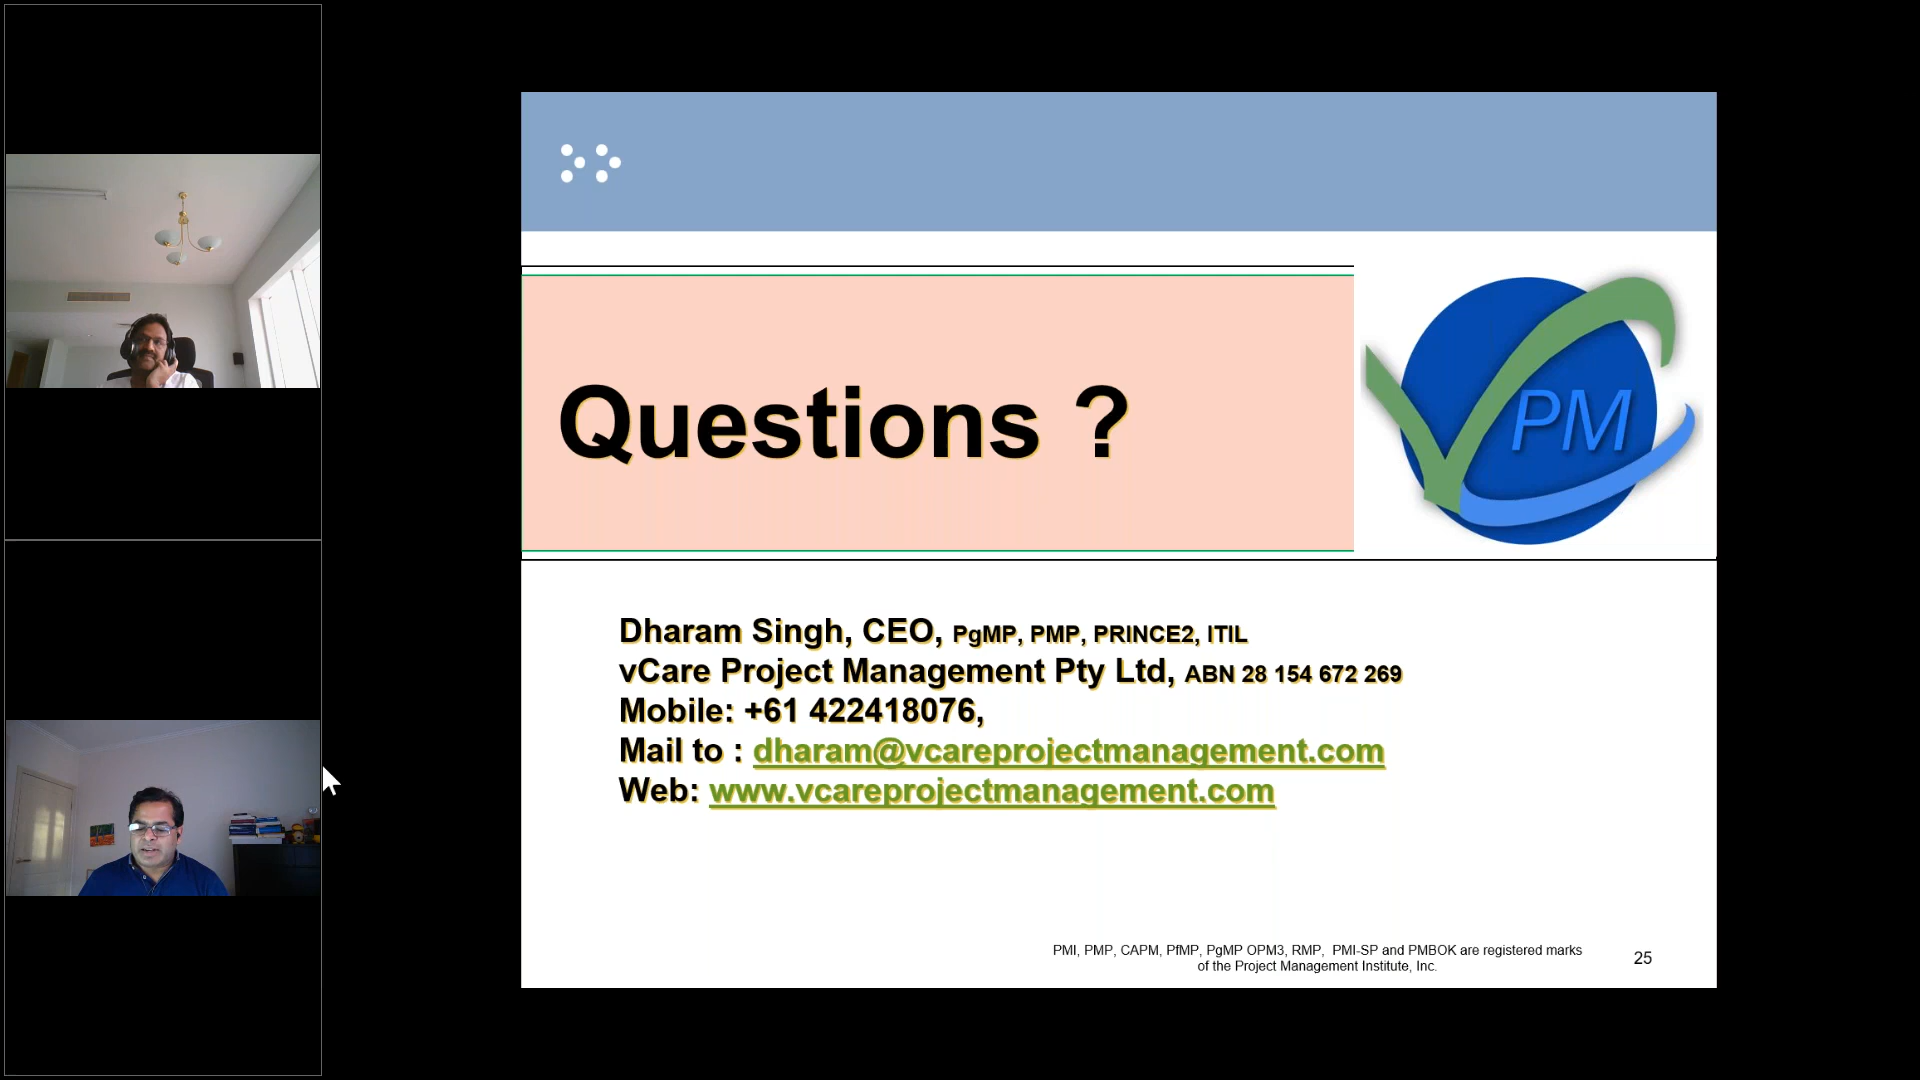 Questions ?
PM
Dharam Singh, CEO, PgMP, PMP, PRINCE2, ITIL
vCare Project Management Pty Ltd, ABN 28 154 672 269
Mobile: +61 422418076,
Mail to : dharam@vcareprojectmanagement.com
Web: www.vcareprojectmanagement.com
PMI, PMP, CAPM, PfMP, PgMP OPM3, RMP, PMI-SP and PMBOK are registered marks
of the Project Management Institute, Inc.
25